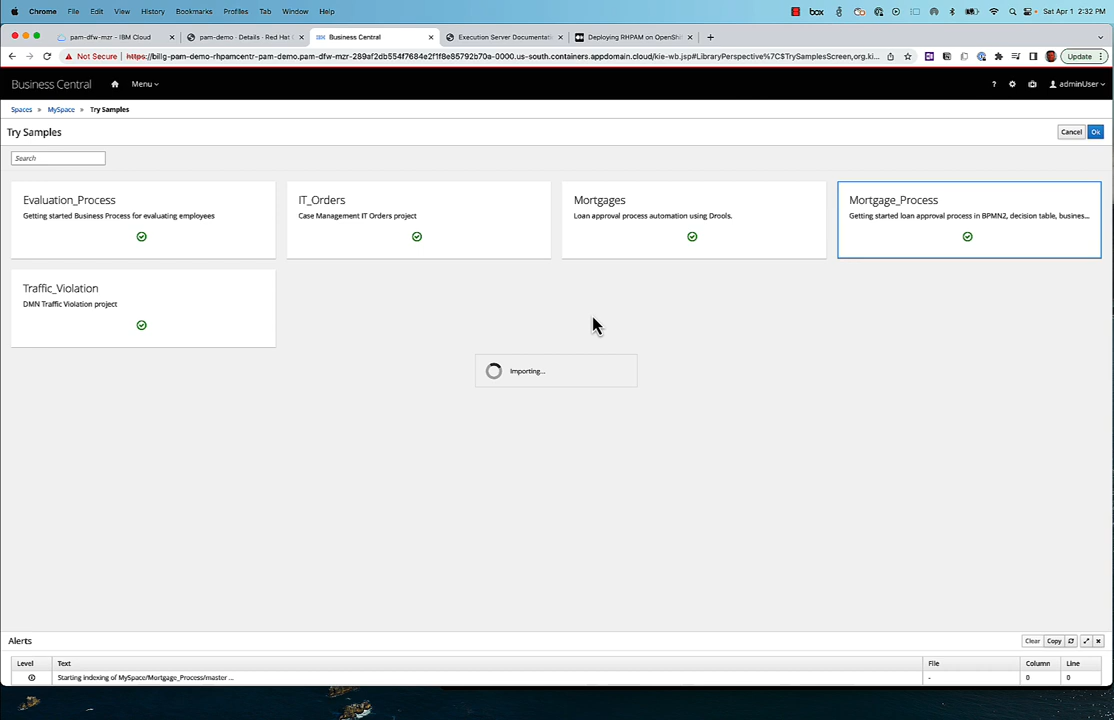 Chrome File Edit View History Bookmarks Profiles Tab Window Help box Sat Apr 1 2:32 PM
pam-dfw-mzr - IBM Cloud pam-demo · Details · Red Hat Business Central Execution Server Documentati Deploying RHPAM on OpenShi
Not Secure https://billg-pam-demo-rhpamcentr-pam-demo.pam-dfw-mzr-289af2db554f7684e2f1f8e85792b70a-0000.us-south.containers.appdomain.cloud/kie-wb.jsp#LibraryPerspective%7C$TrySamplesScreen,org.ki... Update
Business Central Menu ? adminUser
Spaces » MySpace » Try Samples
Try Samples Cancel Ok
Search
Evaluation_Process IT_Orders Mortgages Mortgage_Process
Getting started Business Process for evaluating employees Case Management IT Orders project Loan approval process automation using Drools. Getting started loan approval process in BPMN2, decision table, busines...
Traffic_Violation
DMN Traffic Violation project
Importing...
Alerts Clear Copy
Level Text File Column Line
Starting indexing of MySpace/Mortgage_Process/master ... - 0 0